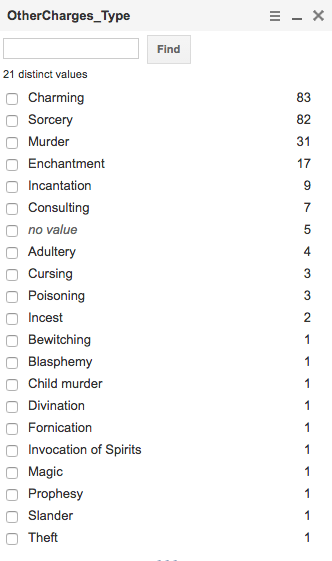 OtherCharges_Type
Find
21 distinct values
Charming 83
Sorcery 82
Murder 31
Enchantment 17
Incantation 9
Consulting 7
no value 5
Adultery 4
Cursing 3
Poisoning 3
Incest 2
Bewitching 1
Blasphemy 1
Child murder 1
Divination 1
Fornication 1
Invocation of Spirits 1
Magic 1
Prophesy 1
Slander 1
Theft 1